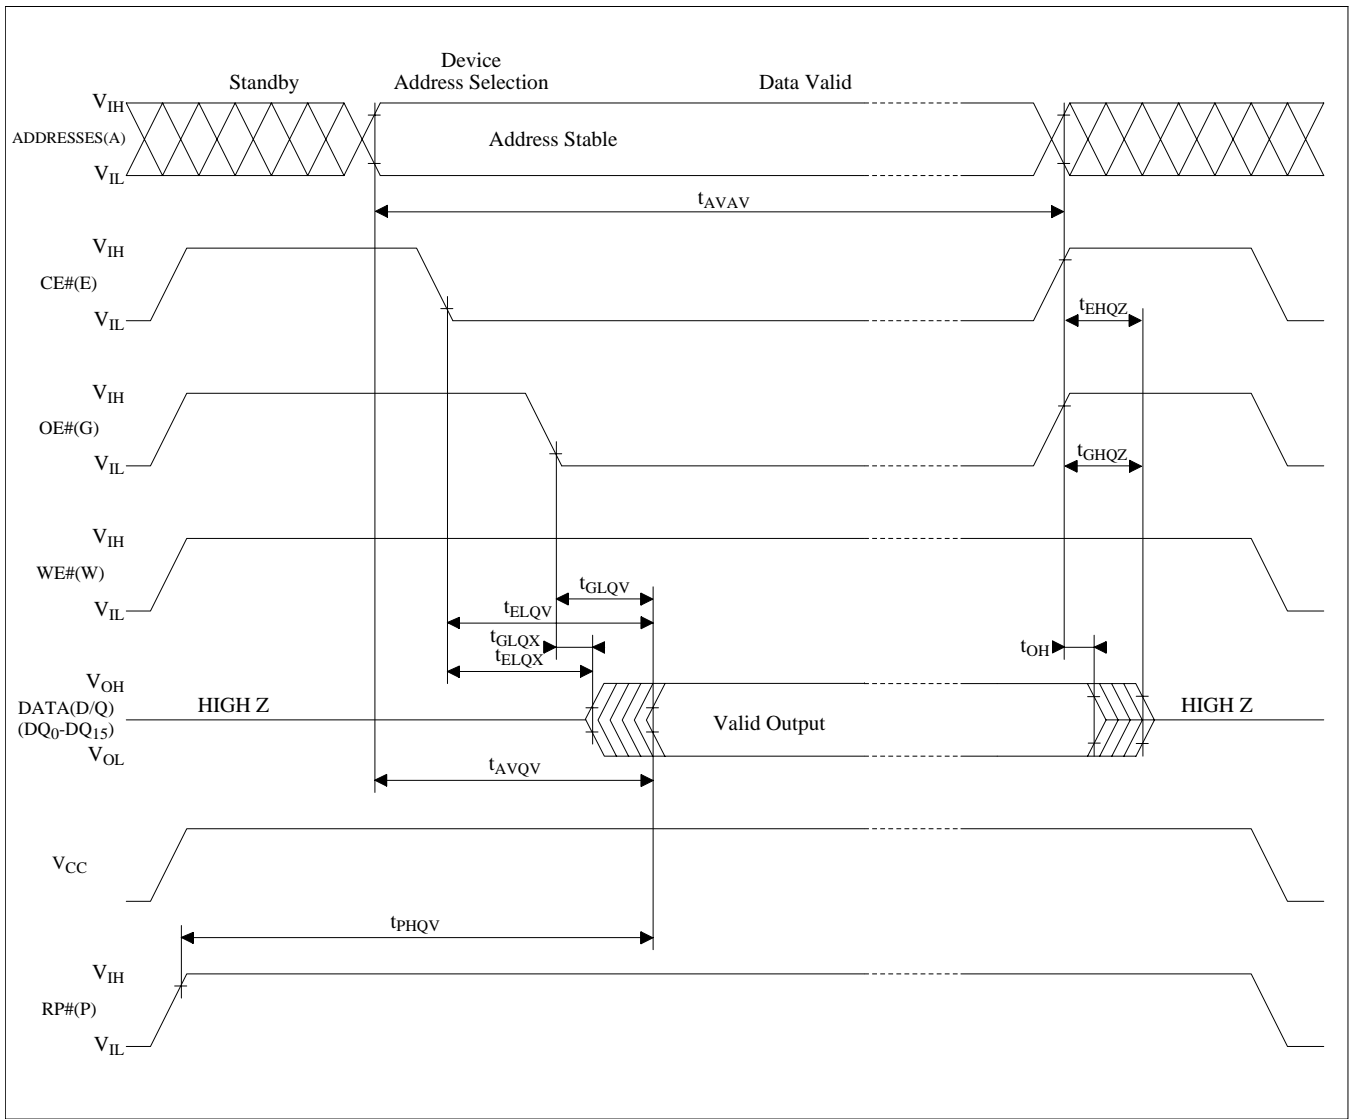 Device
Standby Address Selection Data Valid
VIH
ADDRESSES(A) Address Stable
VIL
tAVAV
VIH
CE#(E)
tEHQZ
VIL
VIH
OE#(G)
tGHQZ
VIL
VIH
WE#(W)
tGLQV
VIL
tELQV
tGLQX tOH
tELQX
VOH
DATA(D/Q) HIGH Z HIGH Z
(DQ0-DQ15) Valid Output
VOL
tAVQV
VCC
tPHQV
VIH
RP#(P)
VIL